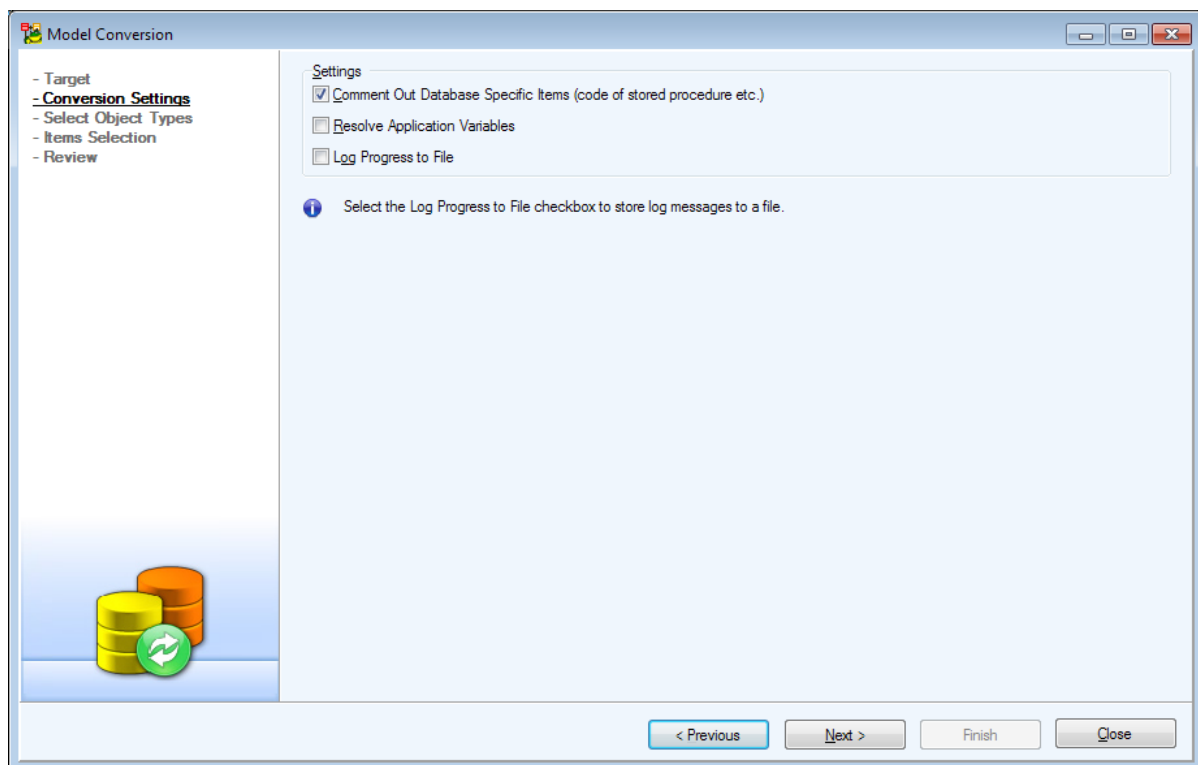 Model Conversion
- Target
- Conversion Settings
- Select Object Types
- Items Selection
- Review
Settings
Comment Out Database Specific Items (code of stored procedure etc.)
Resolve Application Variables
Log Progress to File
Select the Log Progress to File checkbox to store log messages to a file.
< Previous
Next >
Finish
Close